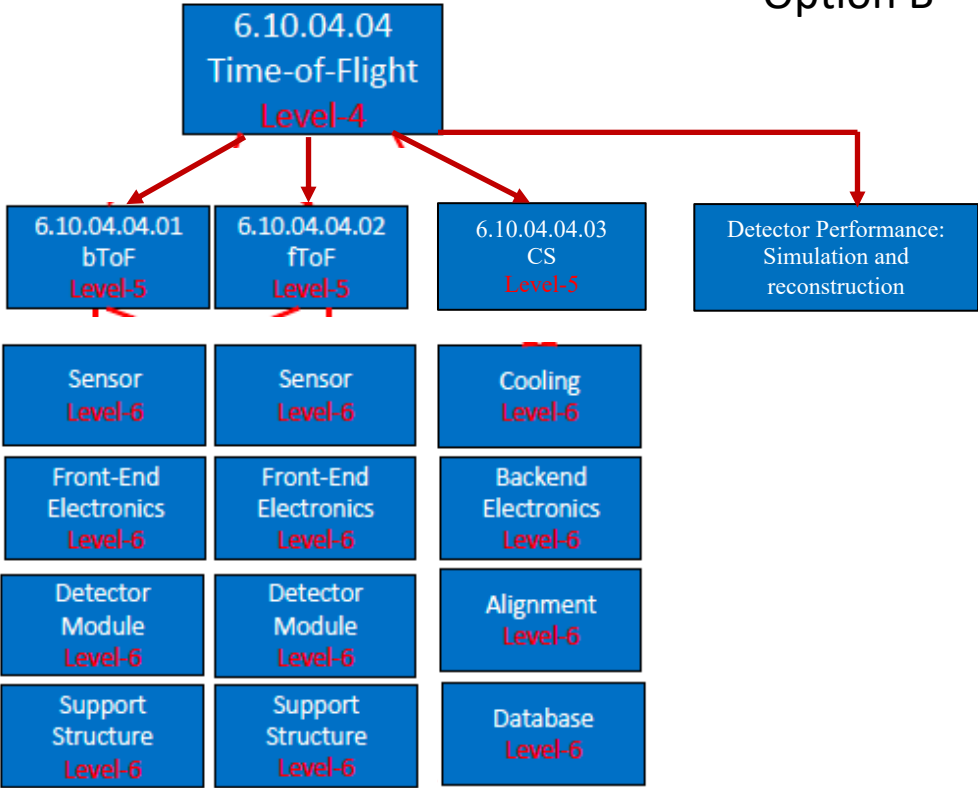 Option B
6.10.04.04
Time-of-Flight
Level-4
6.10.04.04.01
bToF
Level-5
6.10.04.04.02
fToF
Level-5
6.10.04.04.03
CS
Level-5
Detector Performance:
Simulation and
reconstruction
Sensor
Level-6
Sensor
Level-6
Cooling
Level-6
Front-End
Electronics
Level-6
Front-End
Electronics
Level-6
Backend
Electronics
Level-6
Detector
Module
Level-6
Detector
Module
Level-6
Alignment
Level-6
Support
Structure
Level-6
Support
Structure
Level-6
Database
Level-6